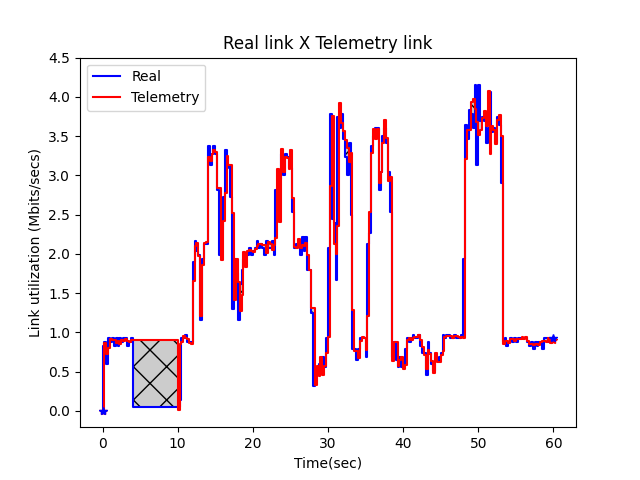 Real link X Telemetry link
Link utilization (Mbits/secs)
4.5
4.0
3.5
3.0
2.5
2.0
1.5
1.0
0.5
0.0
Real
Telemetry
0 10 20 30 40 50 60
Time(sec)